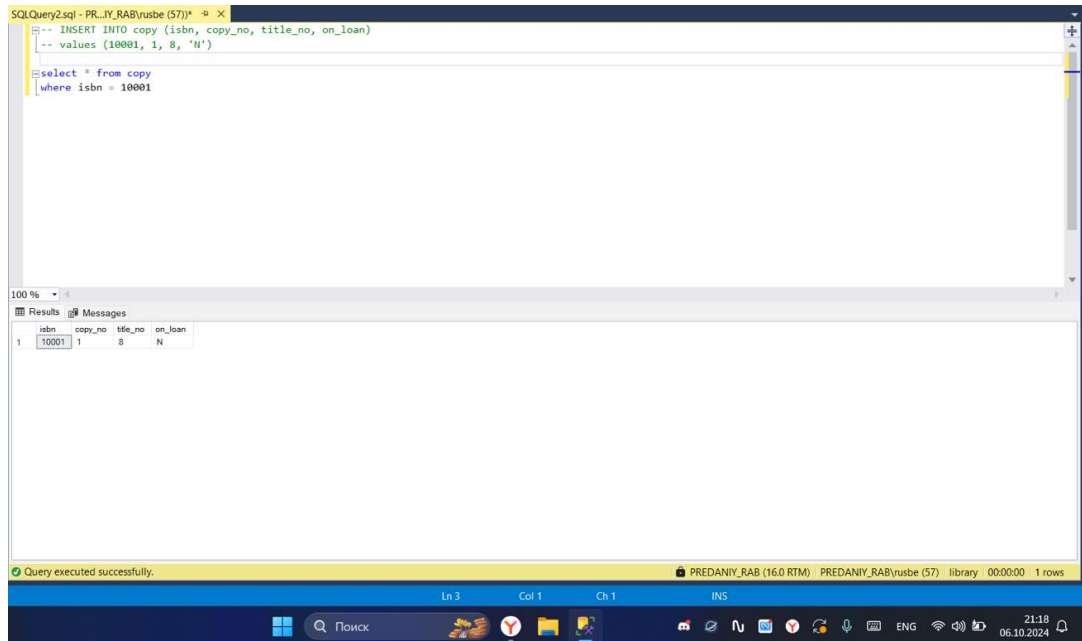 SQLQuery2.sql - PR...IY_RAB\rusbe (57))*
-- INSERT INTO copy (isbn, copy_no, title_no, on_loan)
-- values (10001, 1, 8, 'N')
select * from copy
where isbn = 10001
100 %
Results Messages
isbn copy_no title_no on_loan
1 10001 1 8 N
Query executed successfully. PREDANIY_RAB (16.0 RTM) PREDANIY_RAB\rusbe (57) library 00:00:00 1 rows
Ln 3 Col 1 Ch 1 INS
Поиск ENG 21:18
06.10.2024